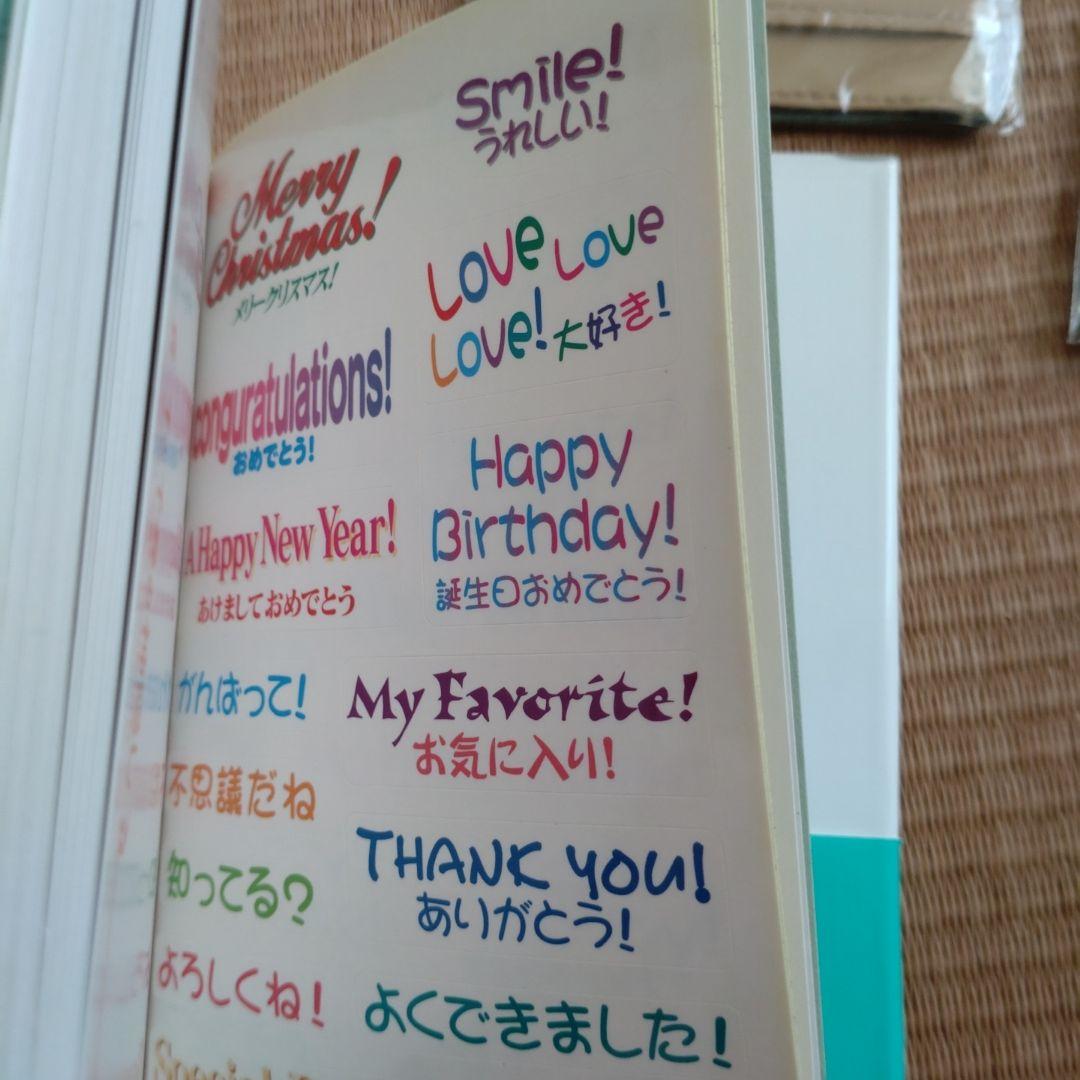 Smile!
うれしい!
Merry
Christmas!
メリークリスマス!
Love Love
Love! 大好き!
conguratulations!
おめでとう!
Happy
Birthday!
誕生日おめでとう!
A Happy New Year!
あけましておめでとう
がんばって!
My Favorite!
お気に入り!
不思議だね
THANK YOU!
ありがとう!
知ってる?
よろしくね!
よくできました!
Special